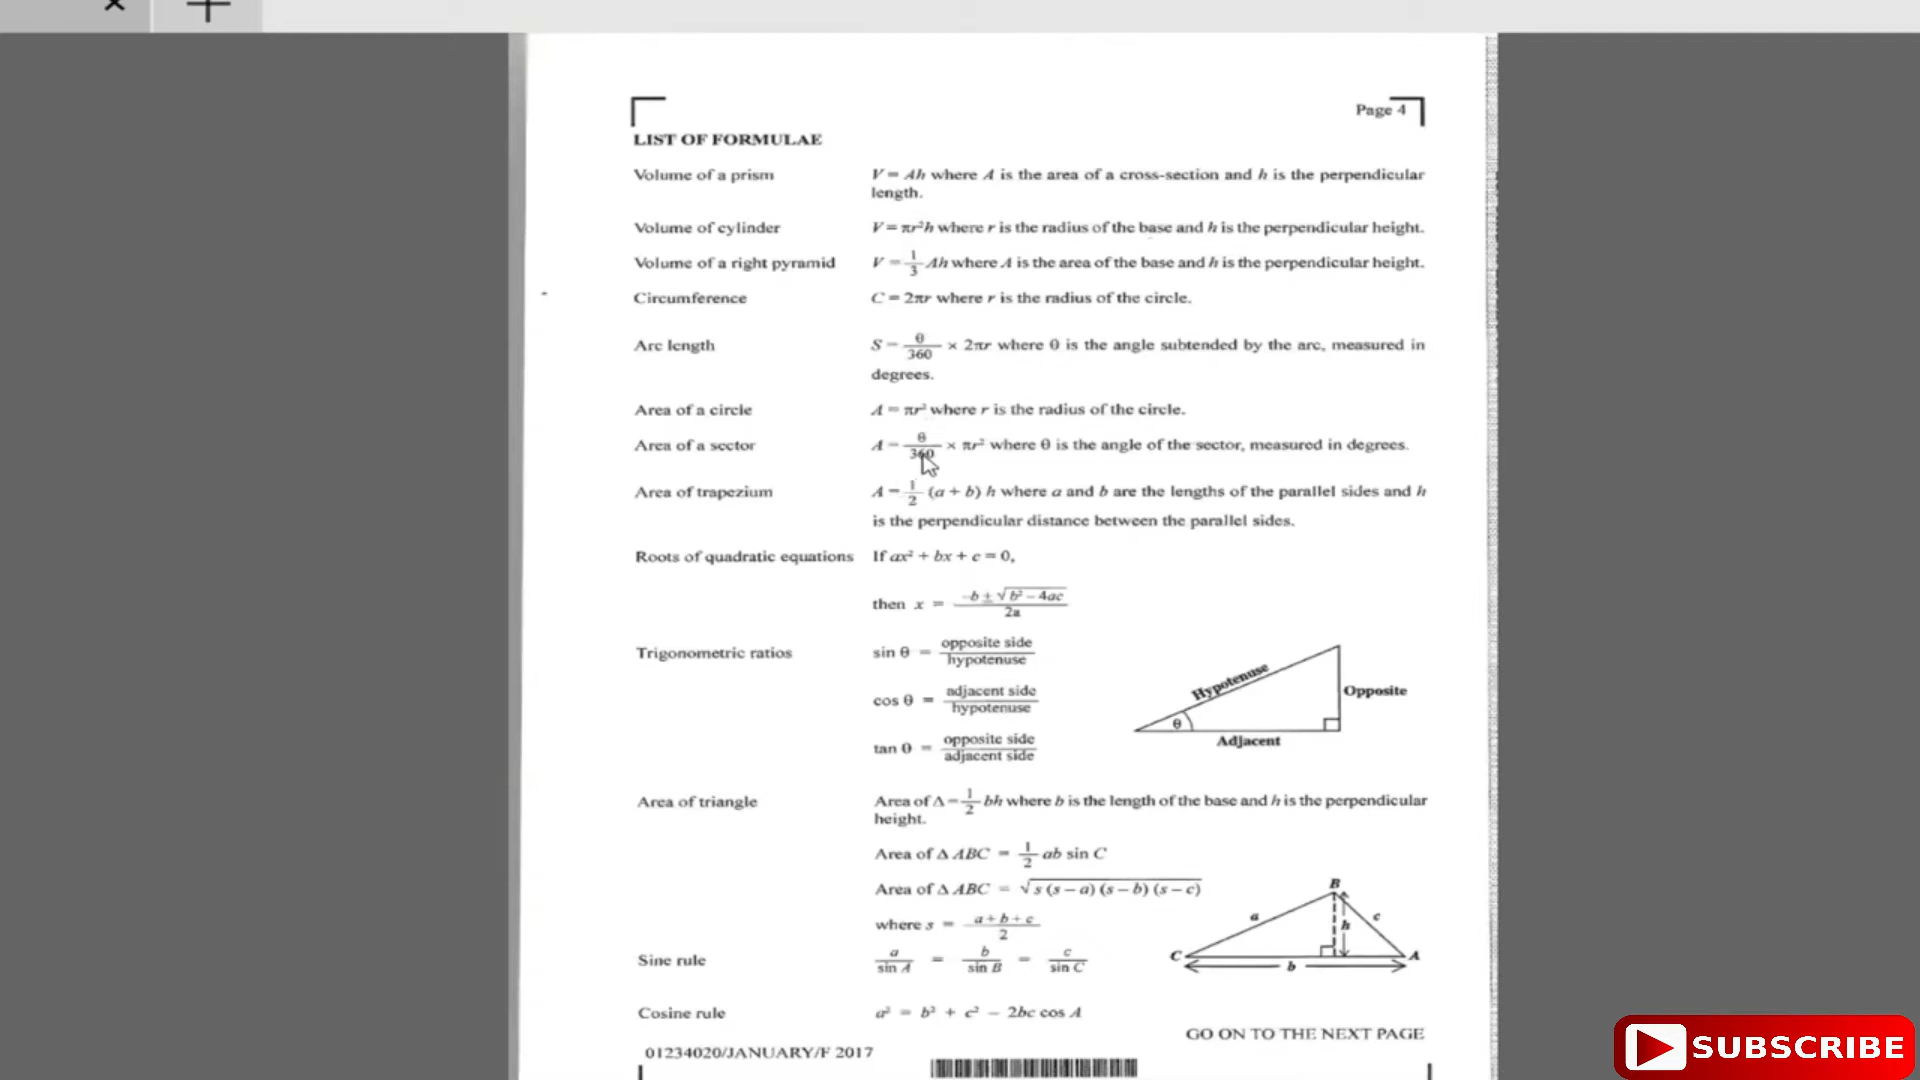 Page 4
LIST OF FORMULAE
Volume of a prism V = Ah where A is the area of a cross-section and h is the perpendicular
length.
Volume of cylinder V = πr²h where r is the radius of the base and h is the perpendicular height.
Volume of a right pyramid V = 1/3 Ah where A is the area of the base and h is the perpendicular height.
Circumference C = 2πr where r is the radius of the circle.
Arc length S = θ/360 × 2πr where θ is the angle subtended by the arc, measured in
degrees.
Area of a circle A = πr² where r is the radius of the circle.
Area of a sector A = θ/360 × πr² where θ is the angle of the sector, measured in degrees.
Area of trapezium A = 1/2 (a + b) h where a and b are the lengths of the parallel sides and h
is the perpendicular distance between the parallel sides.
Roots of quadratic equations If ax² + bx + c = 0,
then x = -b ± √b² – 4ac / 2a
Trigonometric ratios sin θ = opposite side / hypotenuse
cos θ = adjacent side / hypotenuse
tan θ = opposite side / adjacent side
Hypotenuse
Opposite
θ
Adjacent
Area of triangle Area of Δ = 1/2 bh where b is the length of the base and h is the perpendicular
height.
Area of Δ ABC = 1/2 ab sin C
Area of Δ ABC = √s (s – a) (s – b) (s – c)
where s = a + b + c / 2
B
a
c
h
C
A
b
Sine rule a / sin A = b / sin B = c / sin C
Cosine rule a² = b² + c² – 2bc cos A
GO ON TO THE NEXT PAGE
01234020/JANUARY/F 2017
SUBSCRIBE